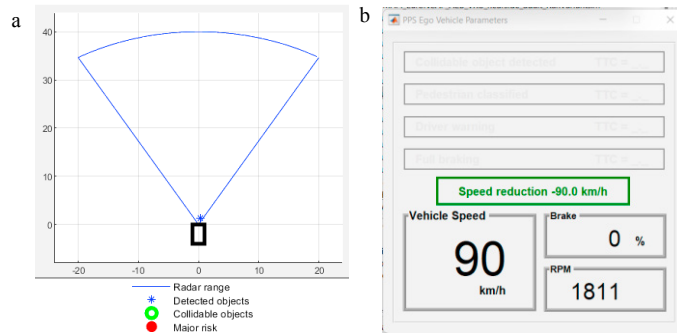 a
40
30
20
10
0
-20 -10 0 10 20
Radar range
Detected objects
Collidable objects
Major risk
b
PPS Ego Vehicle Parameters
Collidable object detected TTC =
Pedestrian classified TTC =
Driver warning TTC =
Full braking TTC =
Speed reduction -90.0 km/h
Vehicle Speed
90
km/h
Brake
0 %
RPM
1811